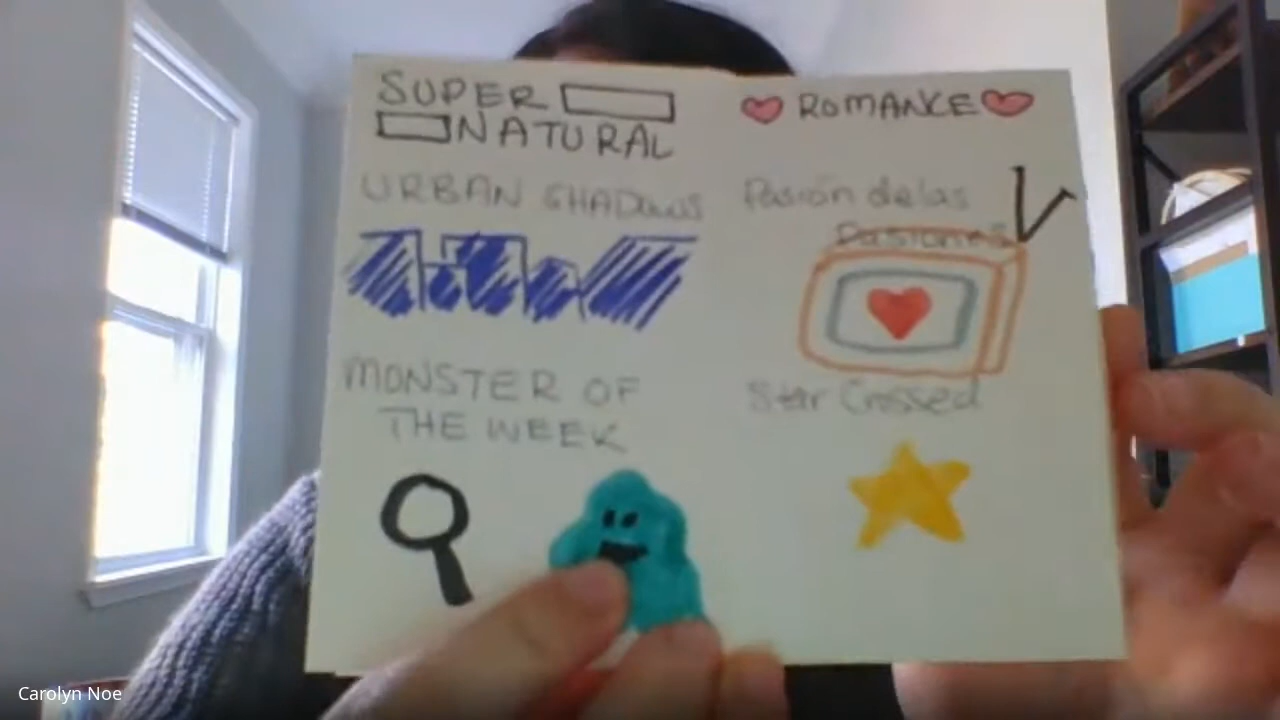 SUPER
NATURAL
URBAN SHADOWS
MONSTER OF
THE WEEK
ROMANCE
Pasión de las
Pasiones
Star Crossed
Carolyn Noe